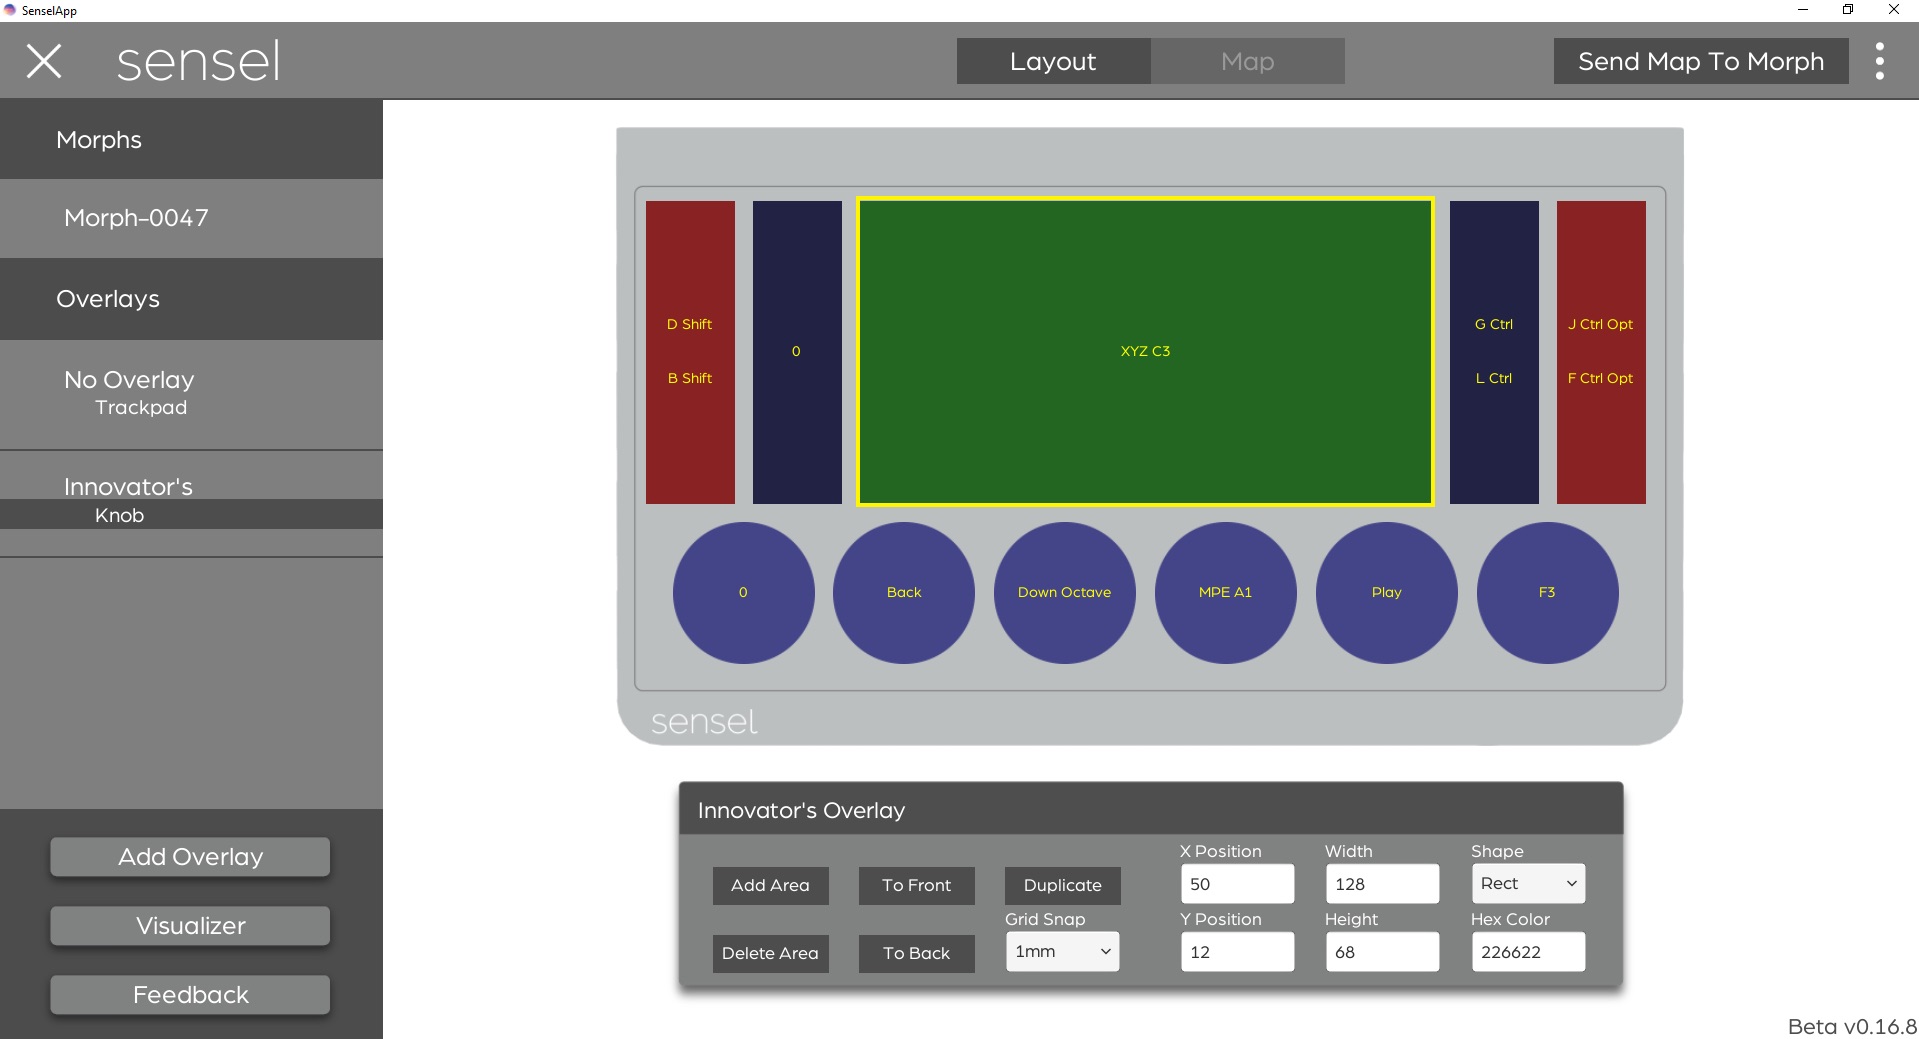 SenselApp
sensel
Layout
Map
Send Map To Morph
Morphs
Morph-0047
Overlays
No Overlay
Trackpad
Innovator's
Knob
Add Overlay
Visualizer
Feedback
D Shift
B Shift
0
XYZ C3
G Ctrl
L Ctrl
J Ctrl Opt
F Ctrl Opt
0
Back
Down Octave
MPE A1
Play
F3
sensel
Innovator's Overlay
Add Area
To Front
Duplicate
Delete Area
To Back
Grid Snap
1mm
X Position
50
Width
128
Shape
Rect
Y Position
12
Height
68
Hex Color
226622
Beta v0.16.8